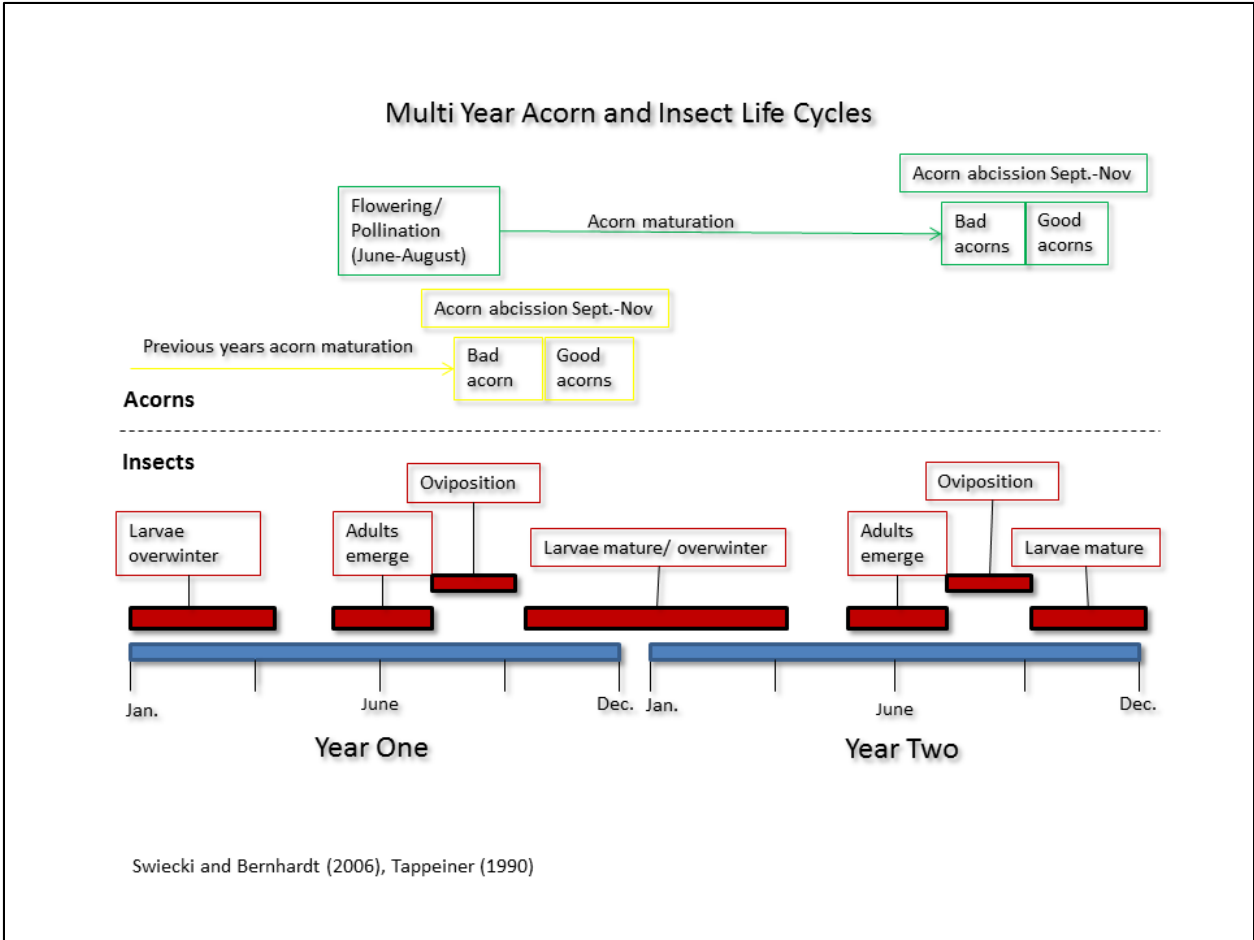 Multi Year Acorn and Insect Life Cycles
Acorn abcission Sept.-Nov
Flowering/
Pollination
(June-August)
Acorn maturation
Bad
acorns
Good
acorns
Acorn abcission Sept.-Nov
Previous years acorn maturation
Bad
acorn
Good
acorns
Acorns
Insects
Oviposition
Oviposition
Larvae
overwinter
Adults
emerge
Larvae mature/ overwinter
Adults
emerge
Larvae mature
Jan.
June
Dec.
Jan.
June
Dec.
Year One
Year Two
Swiecki and Bernhardt (2006), Tappeiner (1990)